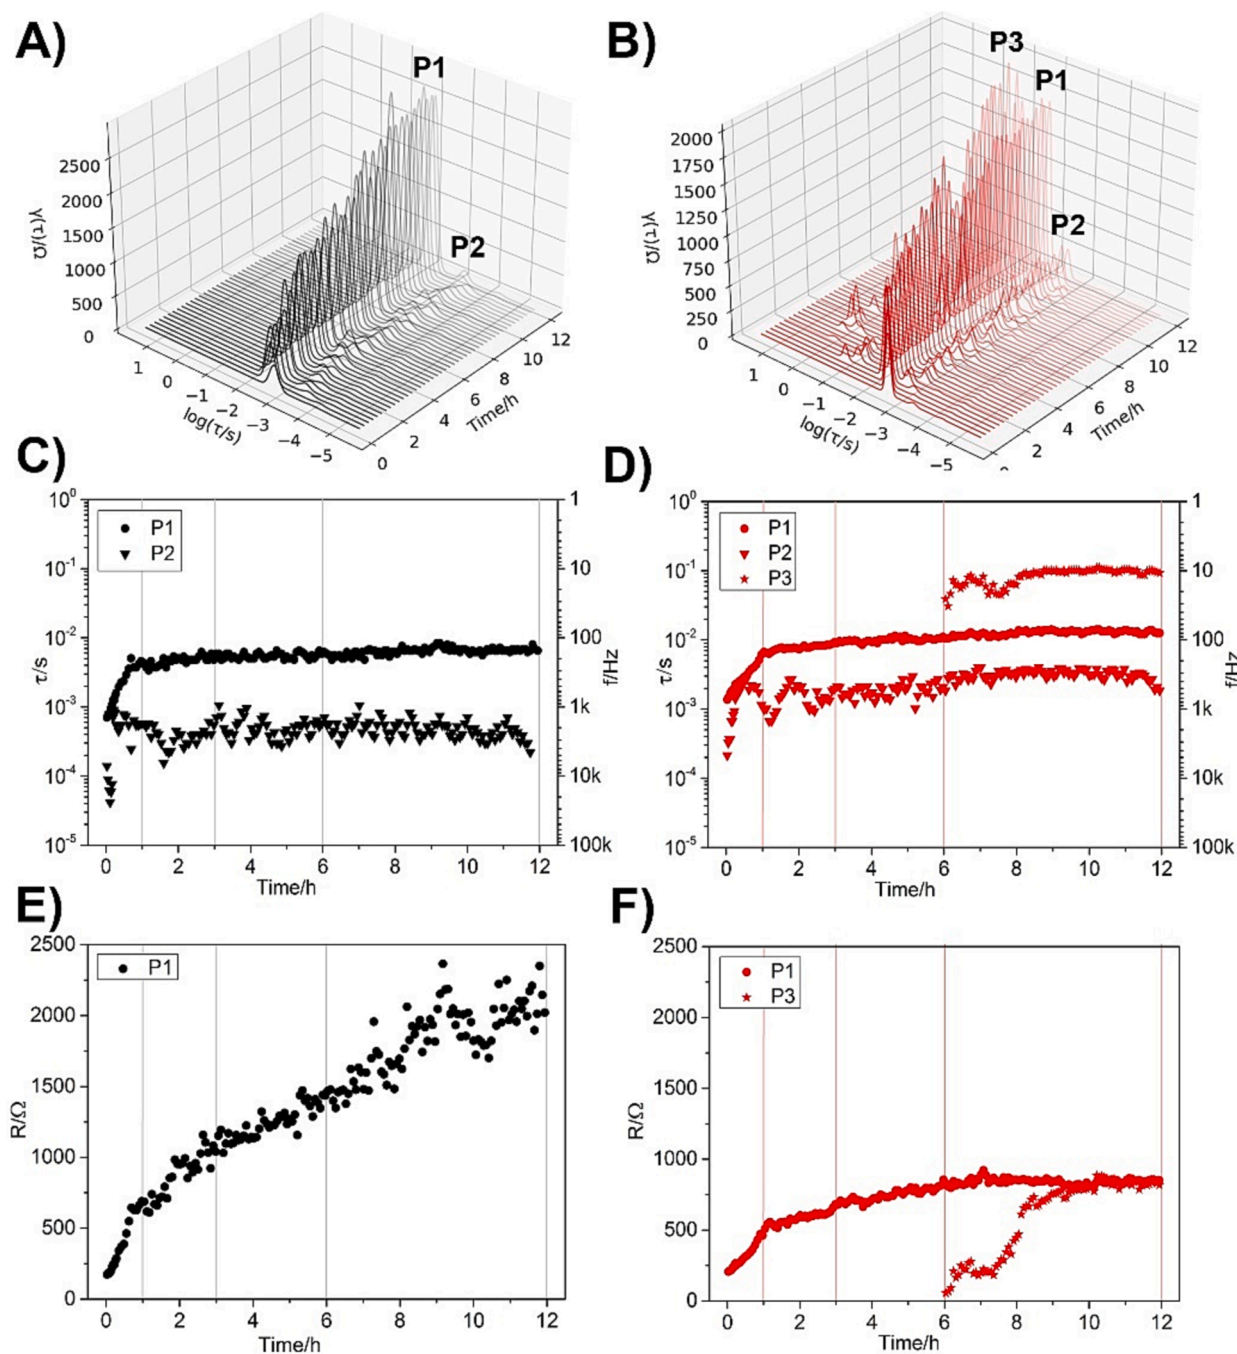 A)
B)
P1
P2
P3
P1
P2
γ(τ)/Ω
2500
2000
1500
1000
500
0
1
0
−1
−2
−3
−4
−5
log(τ/s)
0
2
4
6
8
10
12
Time/h
γ(τ)/Ω
2000
1750
1500
1250
1000
750
500
250
0
1
0
−1
−2
−3
−4
−5
log(τ/s)
0
2
4
6
8
10
12
Time/h
C)
D)
P1
P2
τ/s
10⁰
10⁻¹
10⁻²
10⁻³
10⁻⁴
10⁻⁵
1
10
100
1k
10k
100k
f/Hz
0 2 4 6 8 10 12
Time/h
P1
P2
P3
τ/s
10⁰
10⁻¹
10⁻²
10⁻³
10⁻⁴
10⁻⁵
1
10
100
1k
10k
100k
f/Hz
0 2 4 6 8 10 12
Time/h
E)
F)
P1
R/Ω
2500
2000
1500
1000
500
0
0 2 4 6 8 10 12
Time/h
P1
P3
R/Ω
2500
2000
1500
1000
500
0
0 2 4 6 8 10 12
Time/h